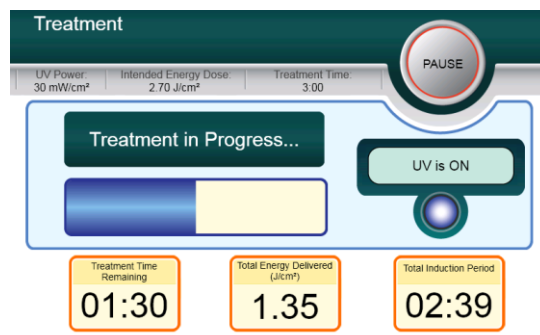 Treatment
PAUSE
UV Power: Intended Energy Dose: Treatment Time:
30 mW/cm² 2.70 J/cm² 3:00
Treatment in Progress...
UV is ON
Treatment Time
Remaining
01:30
Total Energy Delivered
(J/cm²)
1.35
Total Induction Period
02:39